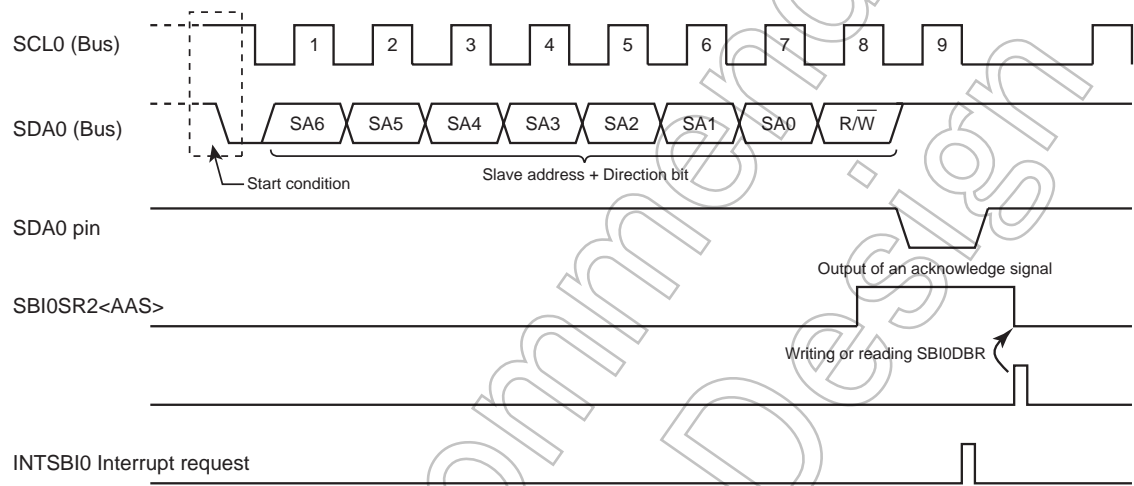 SCL0 (Bus)
1 2 3 4 5 6 7 8 9
SDA0 (Bus)
SA6 SA5 SA4 SA3 SA2 SA1 SA0 R/W̅
Start condition
Slave address + Direction bit
SDA0 pin
Output of an acknowledge signal
SBI0SR2<AAS>
Writing or reading SBI0DBR
INTSBI0 Interrupt request
ommend
Design